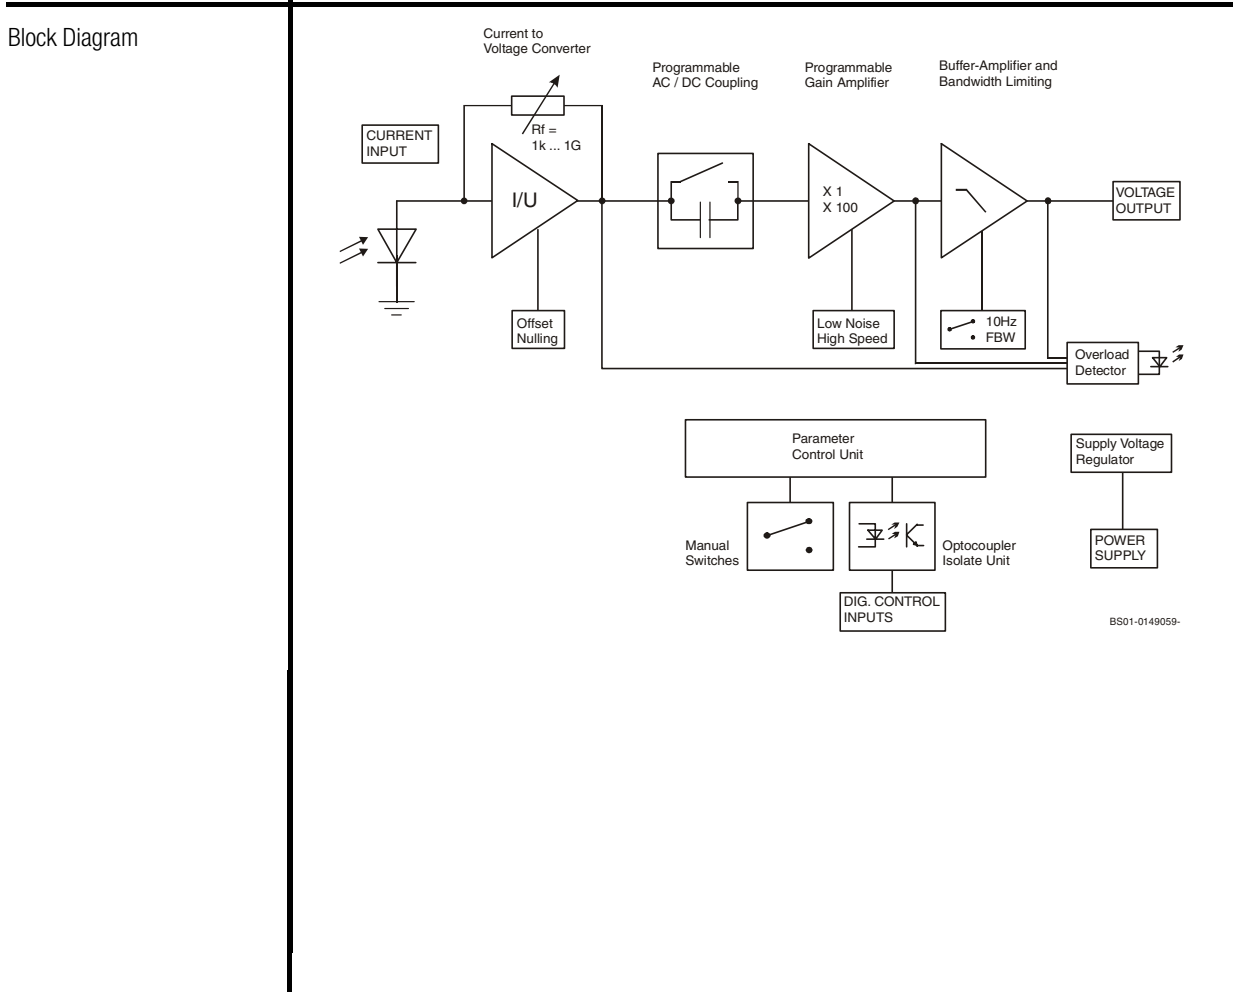 Block Diagram
Current to
Voltage Converter
Programmable
AC / DC Coupling
Programmable
Gain Amplifier
Buffer-Amplifier and
Bandwidth Limiting
CURRENT
INPUT
Rf =
1k ... 1G
I/U
X 1
X 100
VOLTAGE
OUTPUT
Offset
Nulling
Low Noise
High Speed
10Hz
FBW
Overload
Detector
Parameter
Control Unit
Supply Voltage
Regulator
Manual
Switches
Optocoupler
Isolate Unit
POWER
SUPPLY
DIG. CONTROL
INPUTS
BS01-0149059-